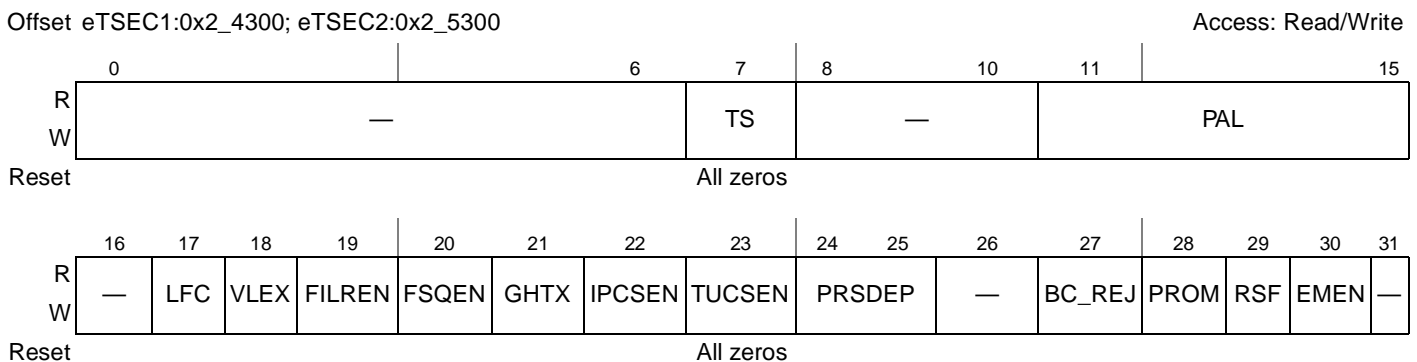 Offset eTSEC1:0x2_4300; eTSEC2:0x2_5300 Access: Read/Write
0 6 7 8 10 11 15
R
— TS — PAL
W
Reset All zeros
16 17 18 19 20 21 22 23 24 25 26 27 28 29 30 31
R
— LFC VLEX FILREN FSQEN GHTX IPCSEN TUCSEN PRSDEP — BC_REJ PROM RSF EMEN —
W
Reset All zeros